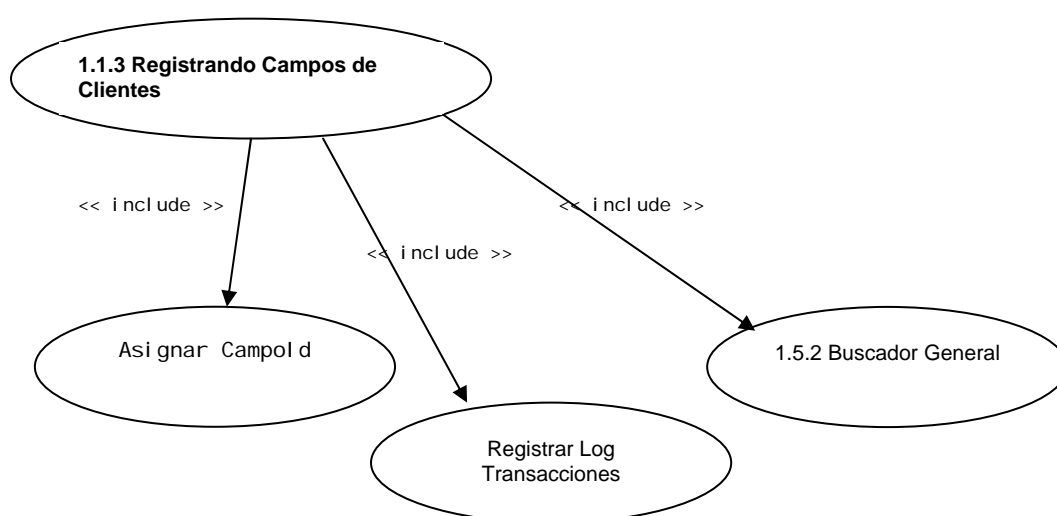 1.1.3 Registrando Campos de
Clientes
<< include >>
<< include >>
<< include >>
Asignar CampoId
1.5.2 Buscador General
Registrar Log
Transacciones